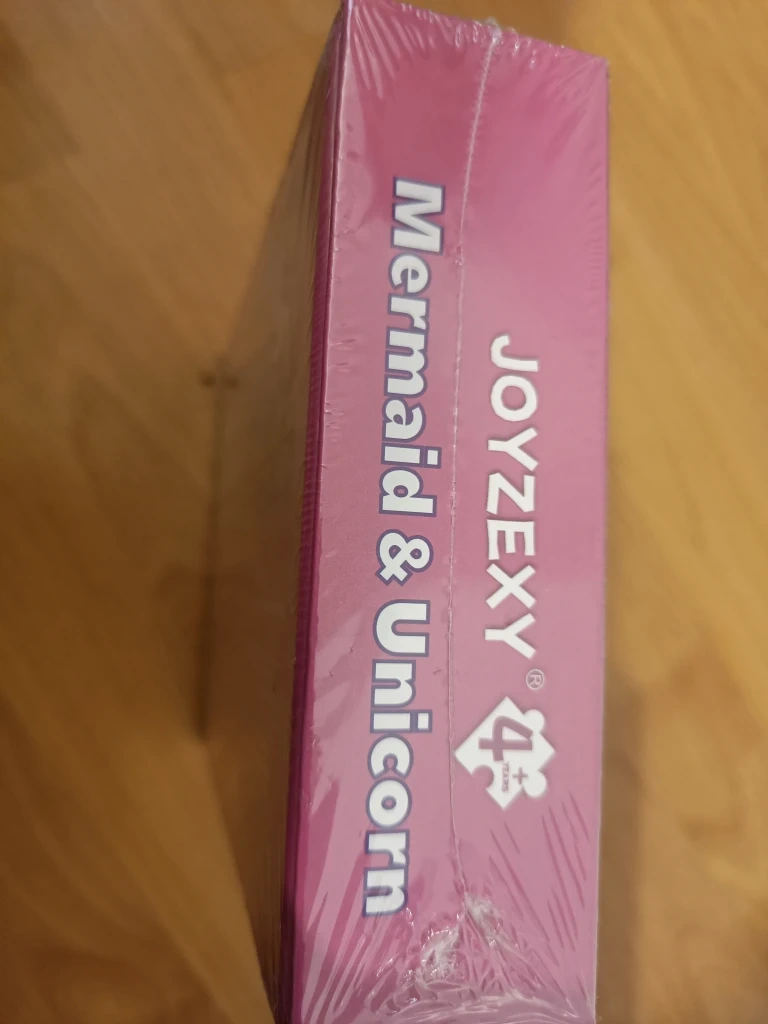 JOYZEXY®
4+
YEARS
Mermaid & Unicorn